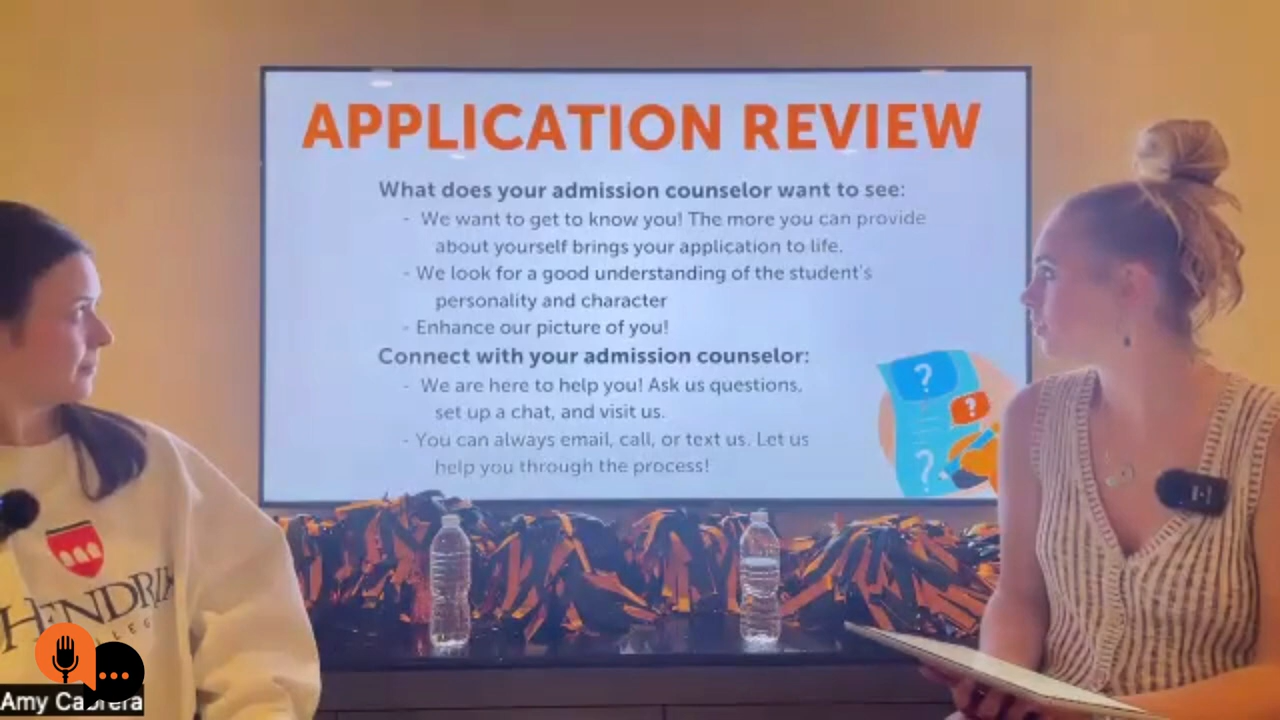 APPLICATION REVIEW
What does your admission counselor want to see:
- We want to get to know you! The more you can provide
about yourself brings your application to life.
- We look for a good understanding of the student's
personality and character
- Enhance our picture of you!
Connect with your admission counselor:
- We are here to help you! Ask us questions,
set up a chat, and visit us.
- You can always email, call, or text us. Let us
help you through the process!
?
?
?
HENDRIX
Amy Cabrera